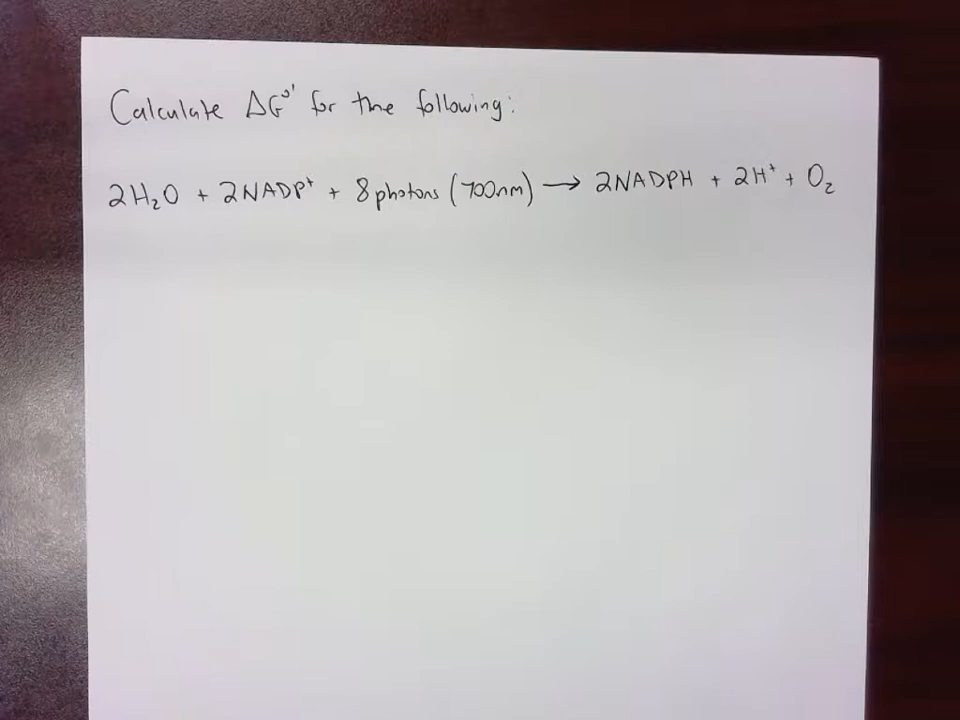 Calculate ΔG°' for the following:
2H₂O + 2NADP⁺ + 8 photons (700nm) → 2NADPH + 2H⁺ + O₂